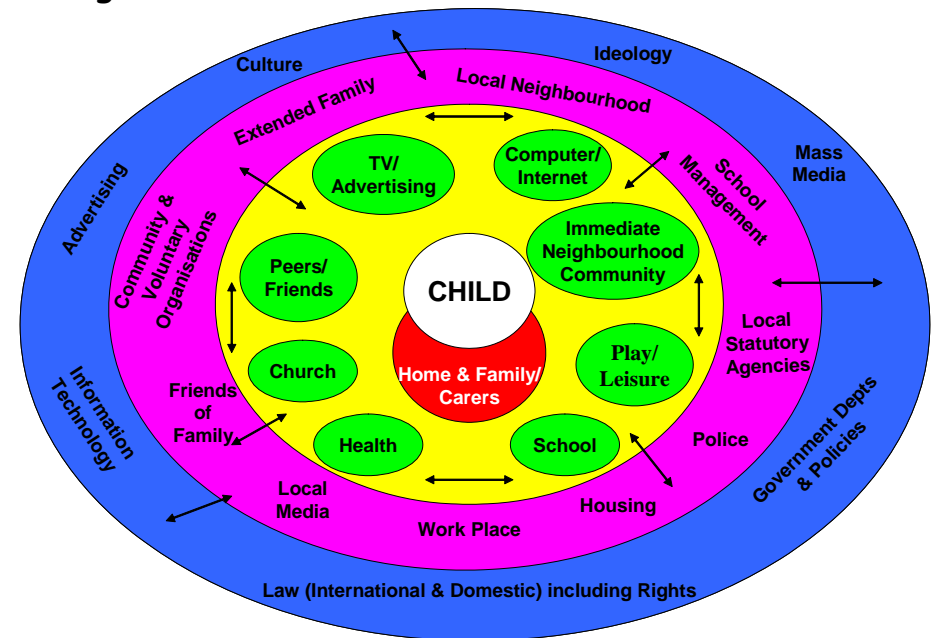 Culture
Ideology
Advertising
Mass
Media
Information
Technology
Government Depts
& Policies
Law (International & Domestic) including Rights
Extended Family
Local Neighbourhood
School
Management
Community &
Voluntary
Organisations
Local
Statutory
Agencies
Friends
of
Family
Police
Local
Media
Housing
Work Place
TV/
Advertising
Computer/
Internet
Immediate
Neighbourhood
Community
Peers/
Friends
Play/
Leisure
Church
Health
School
CHILD
Home & Family/
Carers